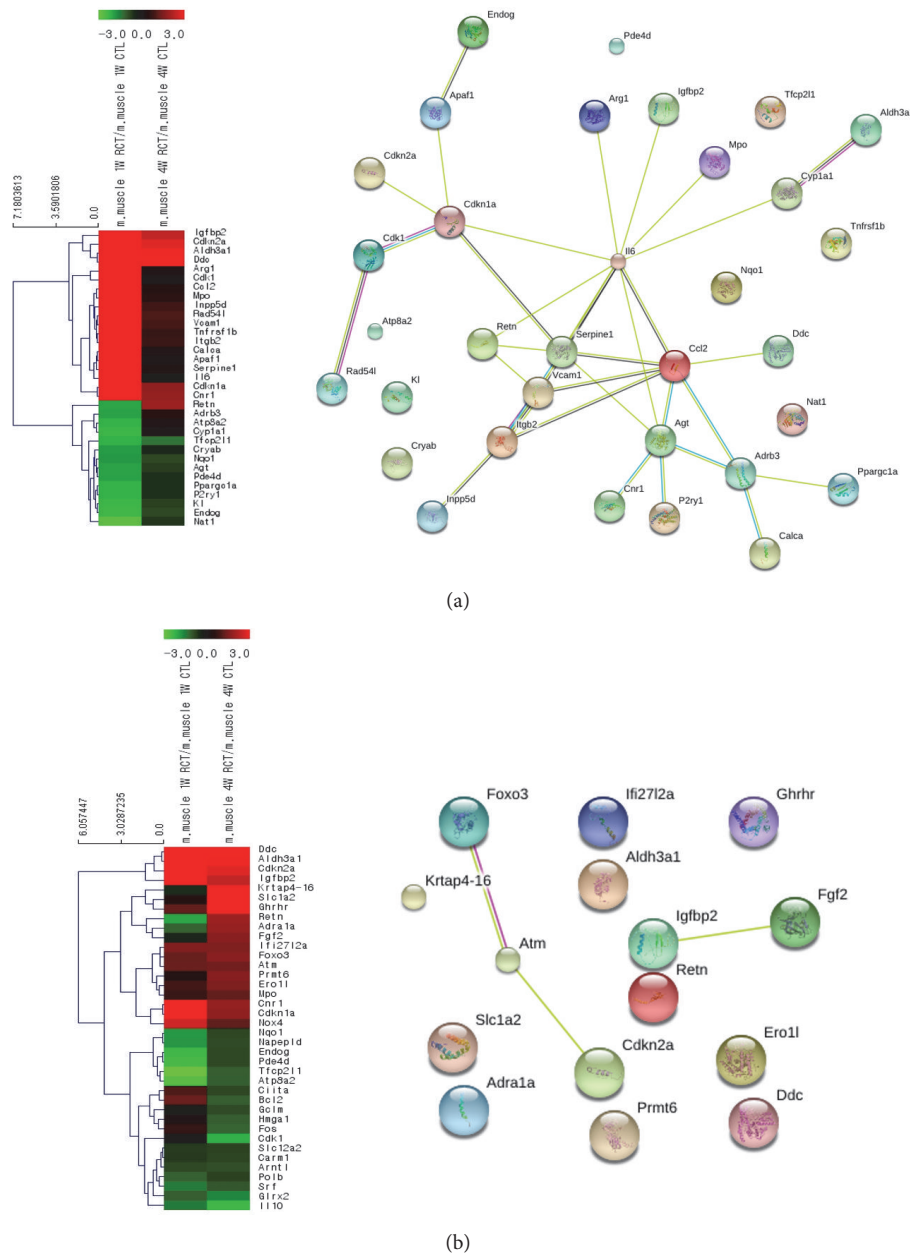 -3.0 0.0 3.0
m.muscle 1W RCT/m.muscle 1W CTL
m.muscle 4W RCT/m.muscle 4W CTL
7.1803613
3.5901806
0.0
Igfbp2
Cdkn2a
Aldh3a1
Ddc
Arg1
Cdk1
Ccl2
Mpo
Inpp5d
Rad54l
Vcam1
Tnfrsf1b
Itgb2
Calca
Apaf1
Serpine1
Il6
Cdkn1a
Cnr1
Retn
Adrb3
Atp8a2
Cyp1a1
Tfcp2l1
Cryab
Nqo1
Agt
Pde4d
Ppargc1a
P2ry1
Kl
Endog
Nat1
Endog
Pde4d
Apaf1
Arg1
Igfbp2
Tfcp2l1
Aldh3a
Cdkn2a
Mpo
Cyp1a1
Cdkn1a
Cdk1
Il6
Tnfrsf1b
Nqo1
Atp8a2
Retn
Serpine1
Ccl2
Ddc
Rad54l
Kl
Vcam1
Nat1
Itgb2
Agt
Cryab
Adrb3
Ppargc1a
Inpp5d
Cnr1
P2ry1
Calca
(a)
-3.0 0.0 3.0
m.muscle 1W RCT/m.muscle 1W CTL
m.muscle 4W RCT/m.muscle 4W CTL
6.057447
3.0287235
0.0
Ddc
Aldh3a1
Cdkn2a
Igfbp2
Krtap4-16
Slc1a2
Ghrhr
Retn
Adra1a
Fgf2
Ifi27l2a
Foxo3
Atm
Prmt6
Ero1l
Mpo
Cnr1
Cdkn1a
Nox4
Nqo1
Napepld
Endog
Pde4d
Tfcp2l1
Atp8a2
Ciita
Bcl2
Gclm
Hmga1
Fos
Cdk1
Slc12a2
Carm1
Arntl
Polb
Srf
Glrx2
Il10
Foxo3
Ifi27l2a
Ghrhr
Krtap4-16
Aldh3a1
Igfbp2
Fgf2
Atm
Retn
Slc1a2
Cdkn2a
Ero1l
Adra1a
Prmt6
Ddc
(b)